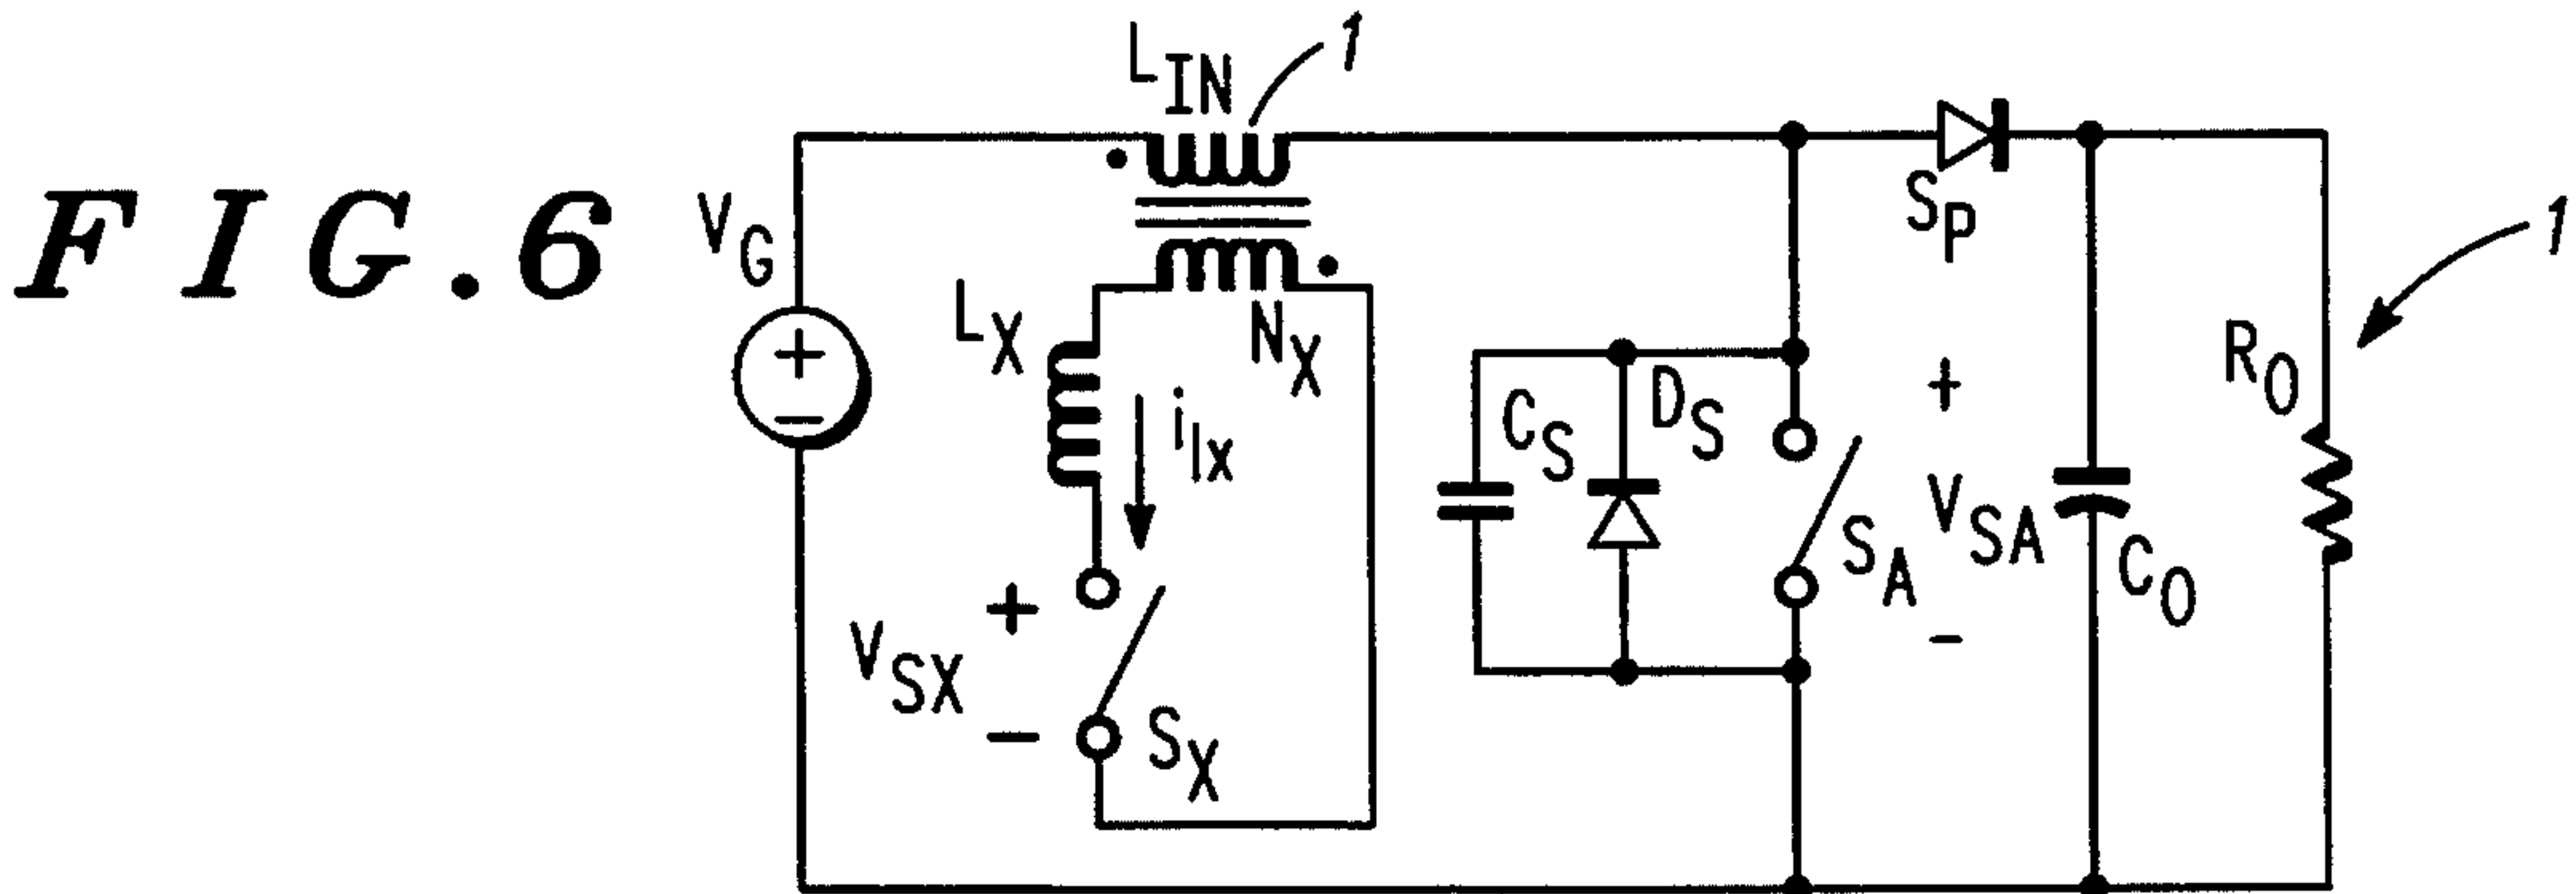 FIG.6
L_IN
1
V_G
+
-
L_X
N_X
i_lx
+
V_SX
-
S_X
C_S
D_S
S_A
+
V_SA
-
S_P
C_O
R_O
1